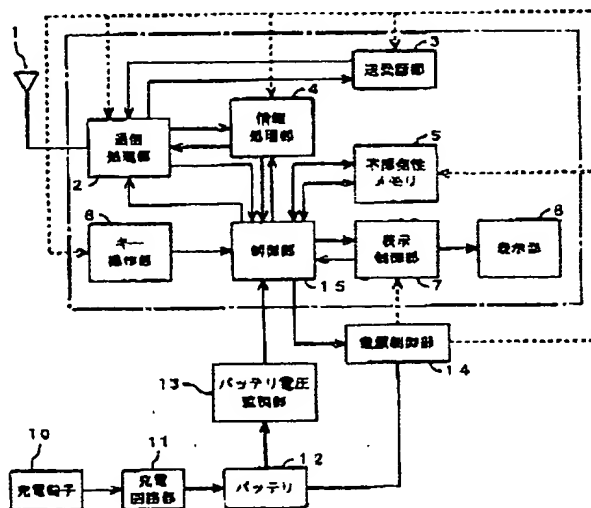 1
3
送受話部
4
情報
処理部
通信
処理部
2
5
不揮発性
メモリ
6
キー
操作部
制御部
15
表示
制御部
7
8
表示部
電源制御部
14
13
バッテリ電圧
監視部
10
充電端子
11
充電
回路部
12
バッテリ